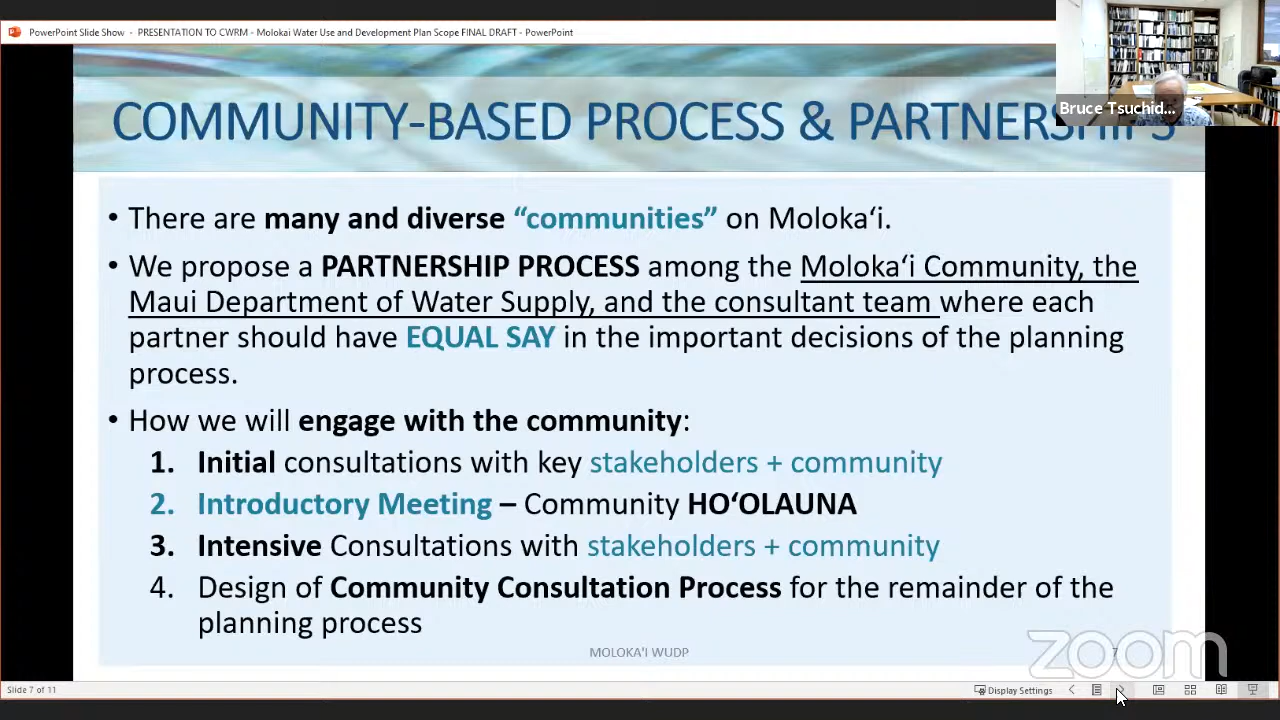 PowerPoint Slide Show - PRESENTATION TO CWRM - Molokai Water Use and Development Plan Scope FINAL DRAFT - PowerPoint
Bruce Tsuchid...
COMMUNITY-BASED PROCESS & PARTNERSHIPS
• There are many and diverse “communities” on Moloka‘i.
• We propose a PARTNERSHIP PROCESS among the Moloka‘i Community, the
Maui Department of Water Supply, and the consultant team where each
partner should have EQUAL SAY in the important decisions of the planning
process.
• How we will engage with the community:
1. Initial consultations with key stakeholders + community
2. Introductory Meeting – Community HO‘OLAUNA
3. Intensive Consultations with stakeholders + community
4. Design of Community Consultation Process for the remainder of the
planning process
MOLOKA'I WUDP
7
zoom
Slide 7 of 11
Display Settings